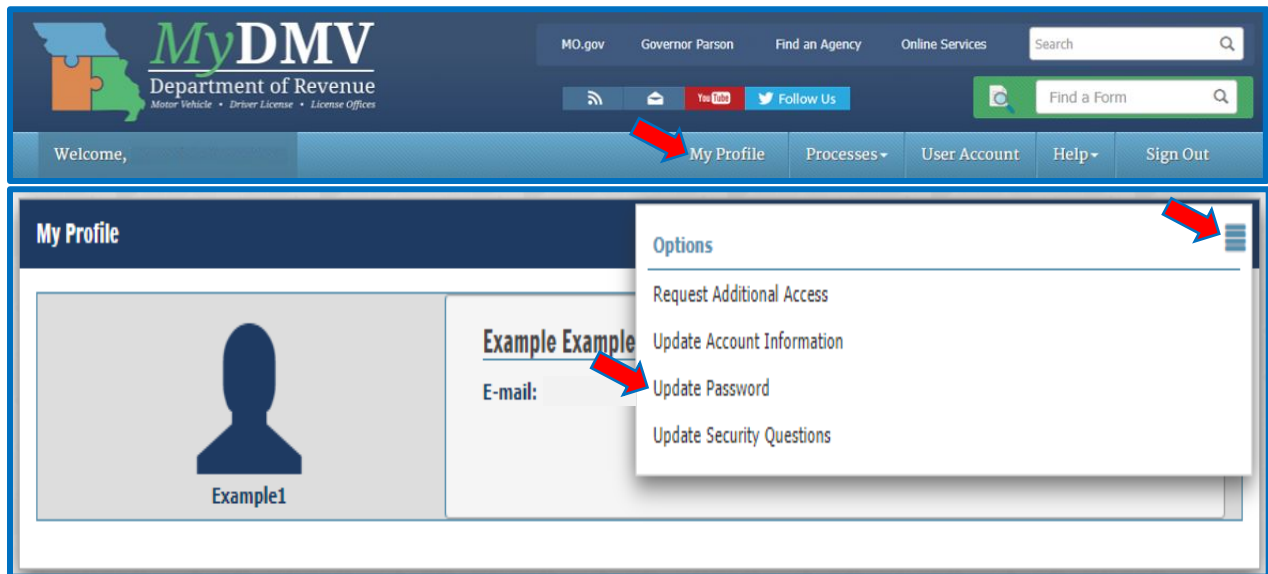 MyDMV
Department of Revenue
Motor Vehicle • Driver License • License Offices
MO.gov Governor Parson Find an Agency Online Services Search
You Tube Follow Us Find a Form
Welcome, My Profile Processes User Account Help Sign Out
My Profile
Options
Request Additional Access
Example Example Update Account Information
E-mail: Update Password
Update Security Questions
Example1